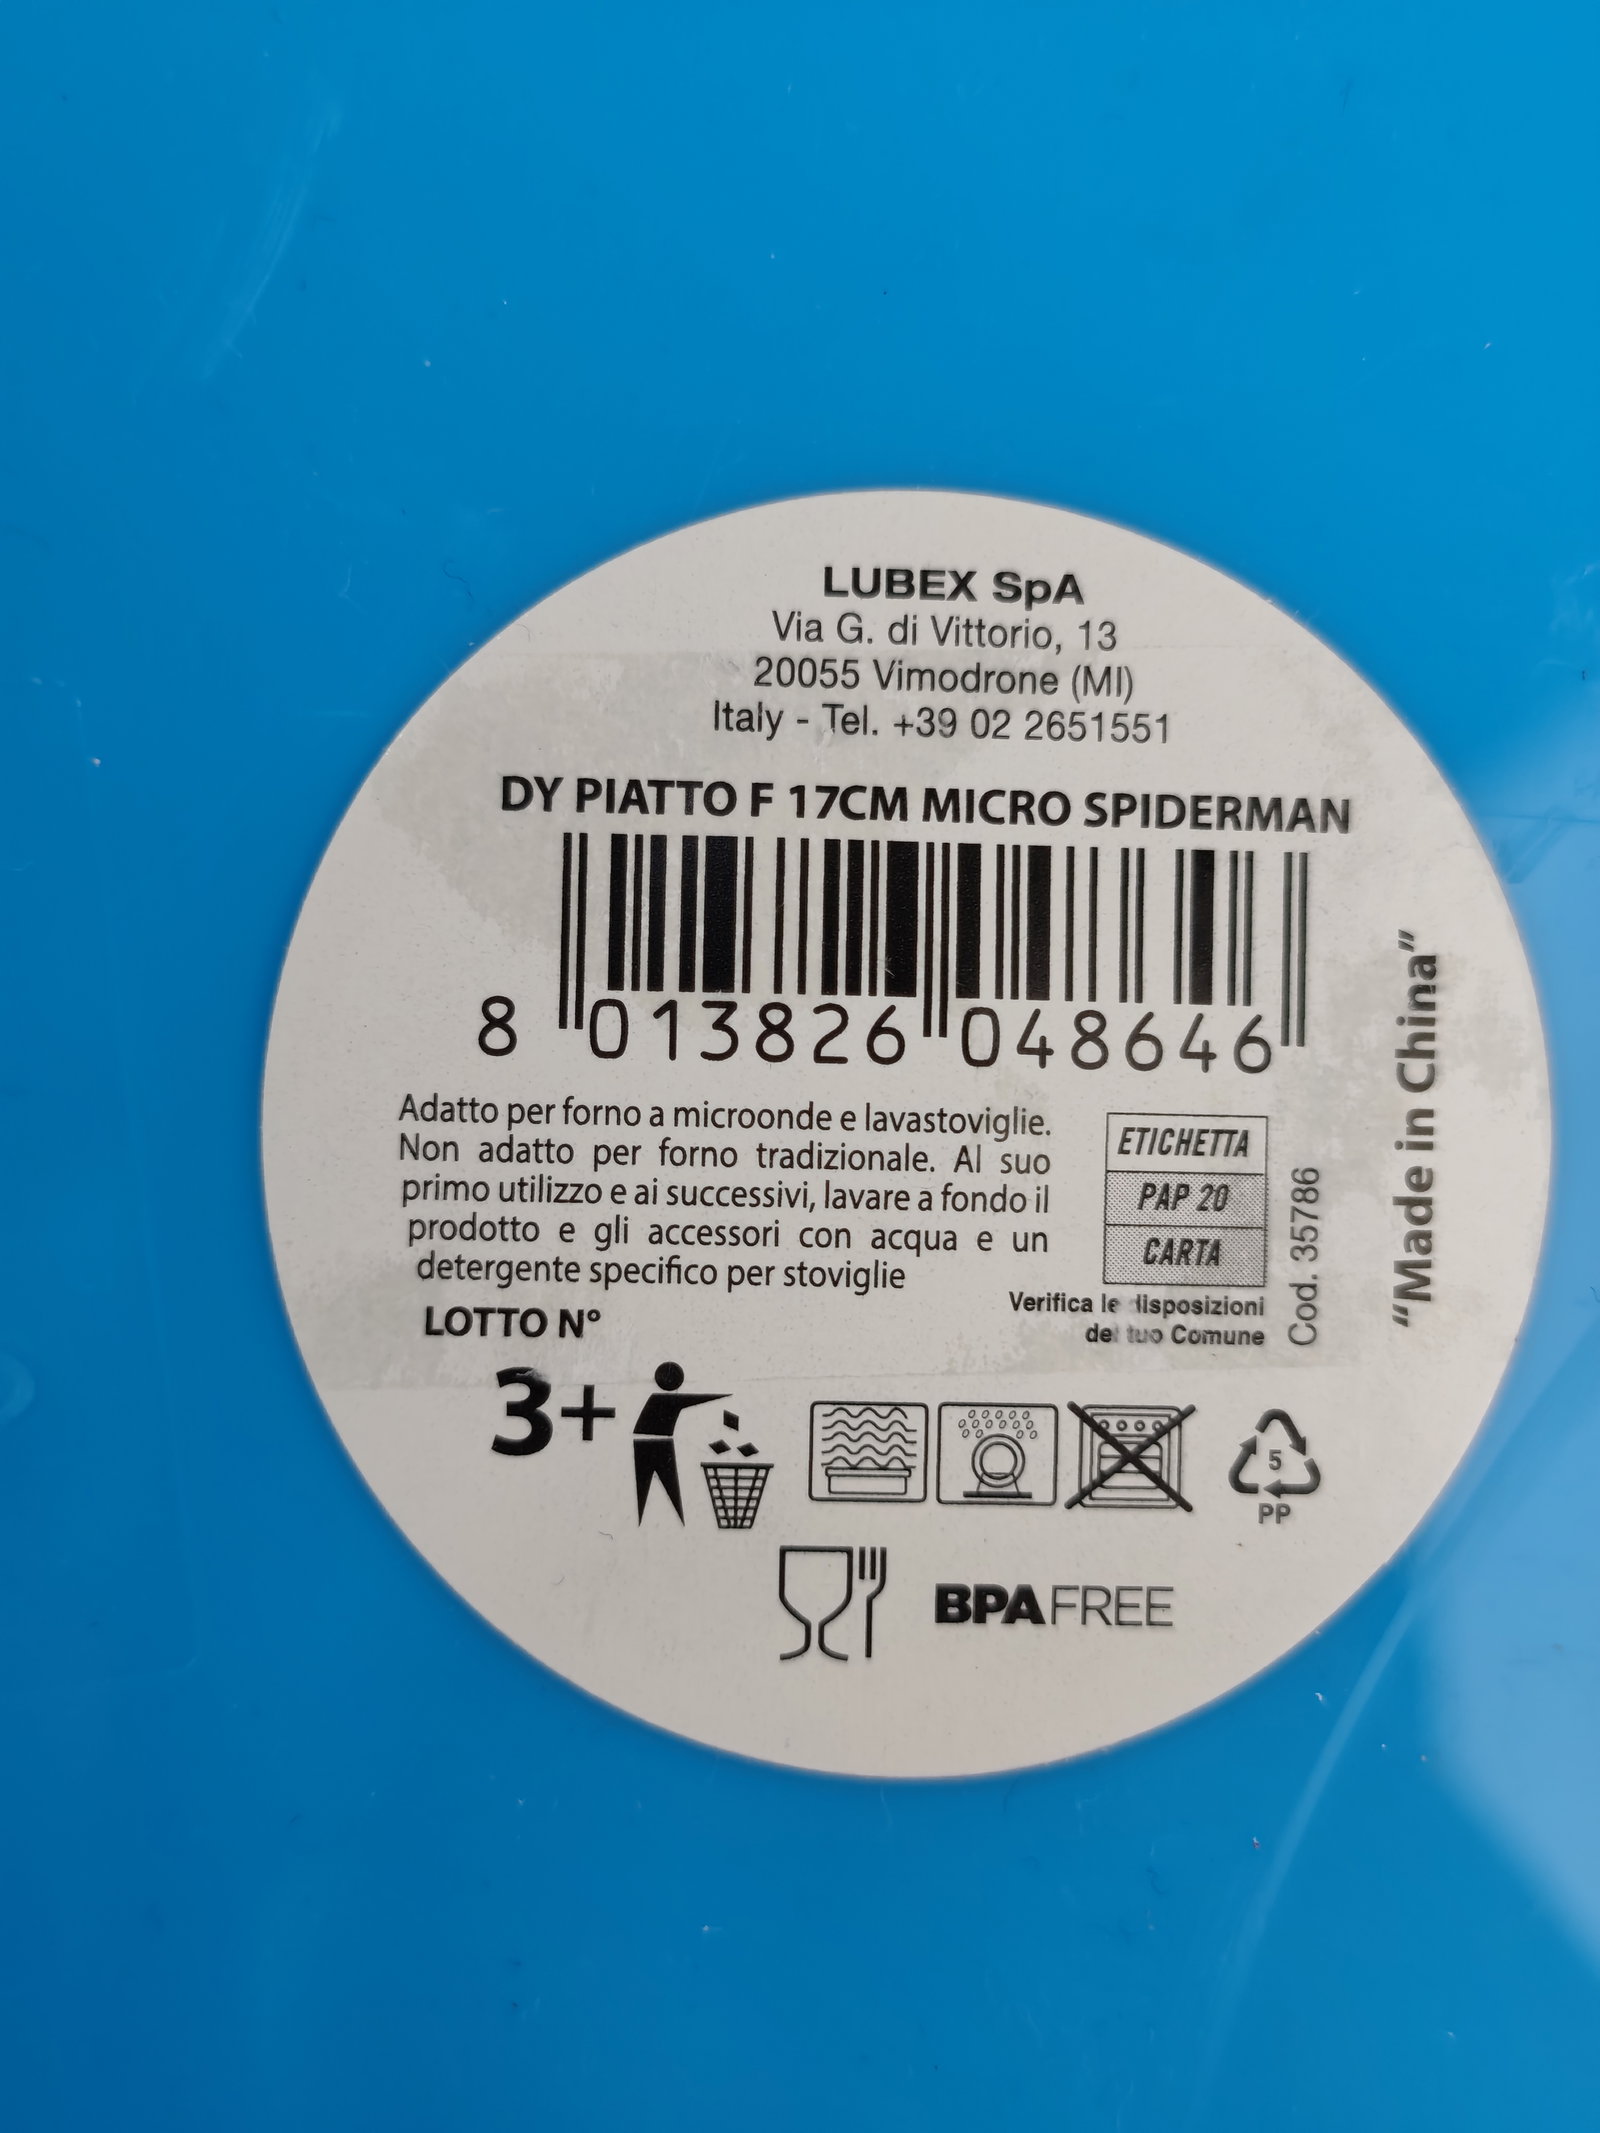 LUBEX SpA
Via G. di Vittorio, 13
20055 Vimodrone (MI)
Italy - Tel. +39 02 2651551
DY PIATTO F 17CM MICRO SPIDERMAN
8 013826 048646
Adatto per forno a microonde e lavastoviglie.
Non adatto per forno tradizionale. Al suo
primo utilizzo e ai successivi, lavare a fondo il
prodotto e gli accessori con acqua e un
detergente specifico per stoviglie
LOTTO N°
ETICHETTA
PAP 20
CARTA
Verifica le disposizioni
del tuo Comune
Cod. 35786
"Made in China"
3+
5
PP
BPA FREE